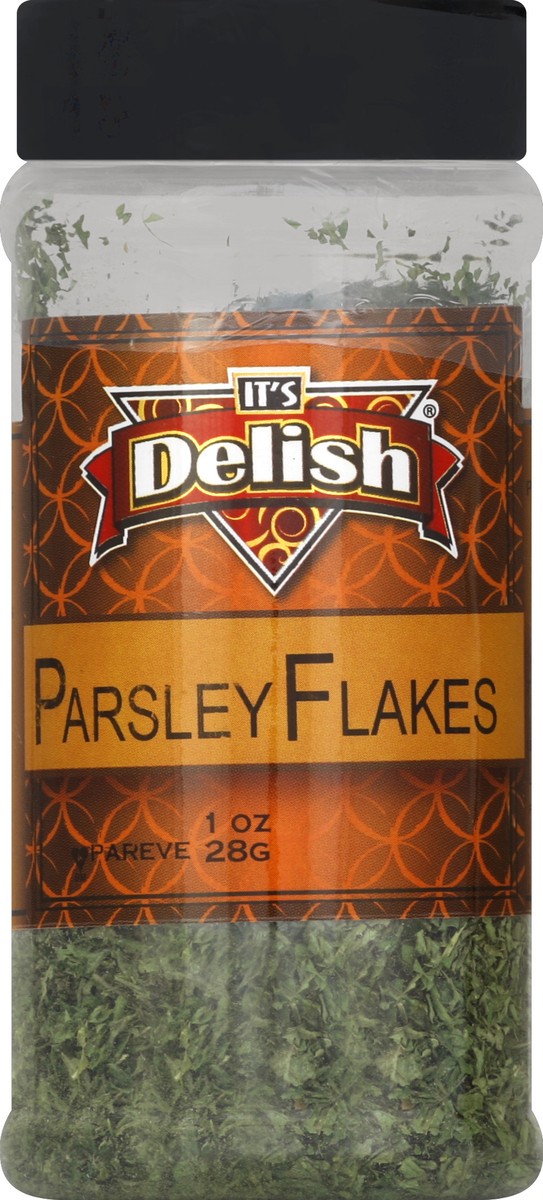 IT'S
Delish®
PARSLEY FLAKES
1 OZ
PAREVE 28G